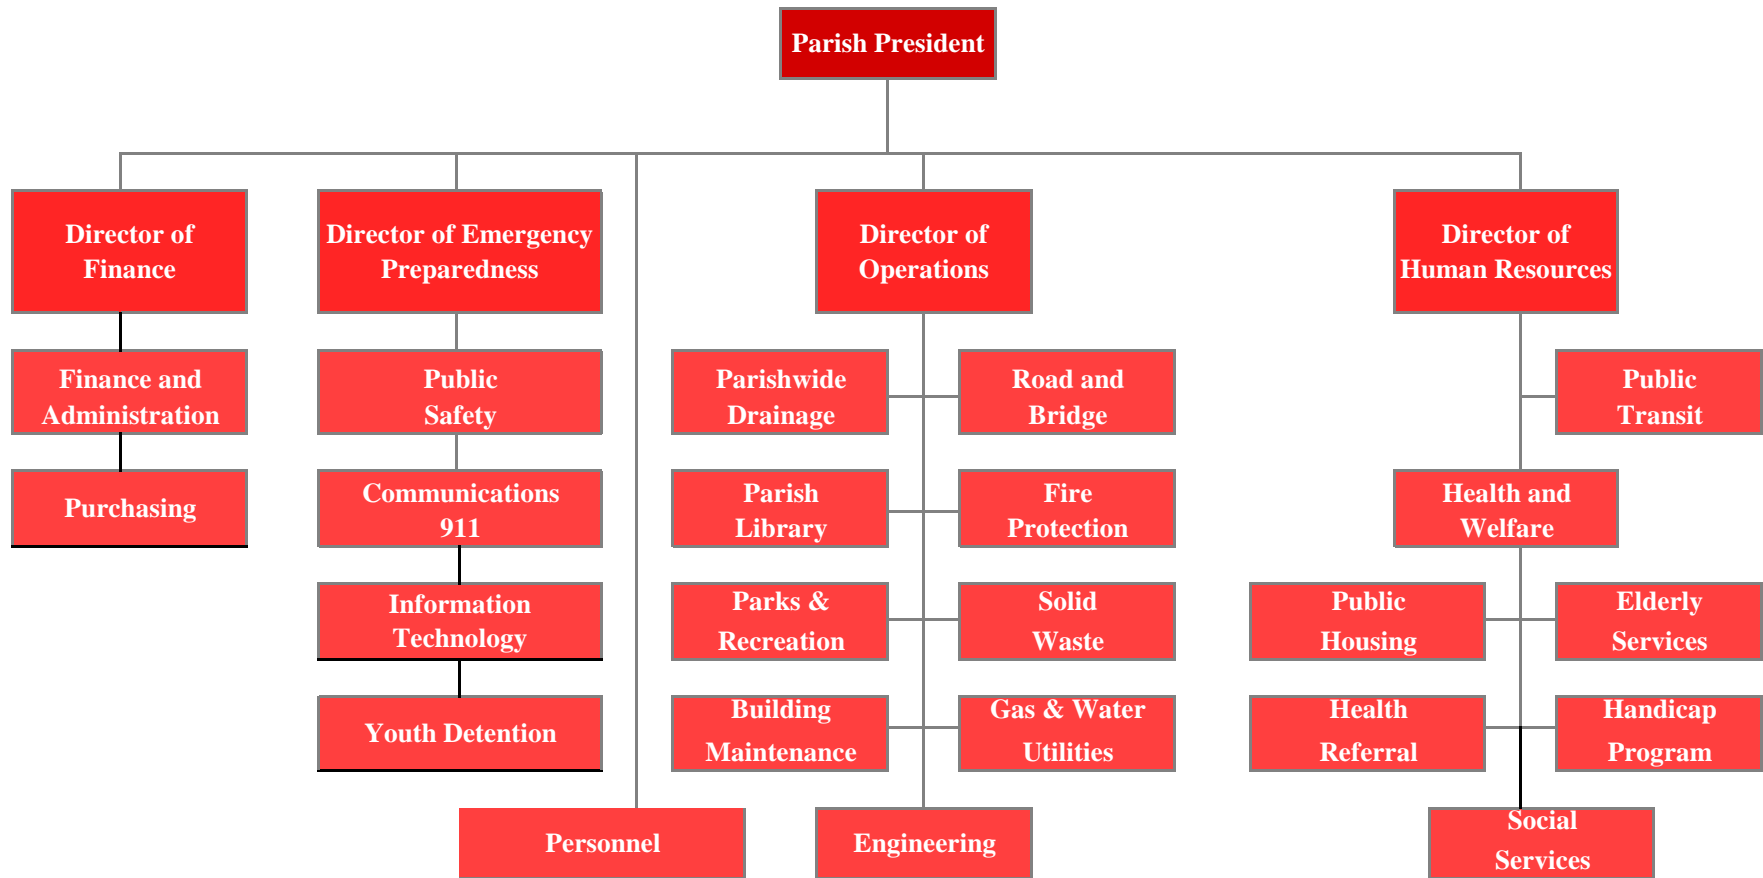 Parish President
Director of
Finance
Director of Emergency
Preparedness
Director of
Operations
Director of
Human Resources
Finance and
Administration
Public
Safety
Parishwide
Drainage
Road and
Bridge
Public
Transit
Purchasing
Communications
911
Parish
Library
Fire
Protection
Health and
Welfare
Information
Technology
Parks &
Recreation
Solid
Waste
Public
Housing
Elderly
Services
Youth Detention
Building
Maintenance
Gas & Water
Utilities
Health
Referral
Handicap
Program
Personnel
Engineering
Social
Services